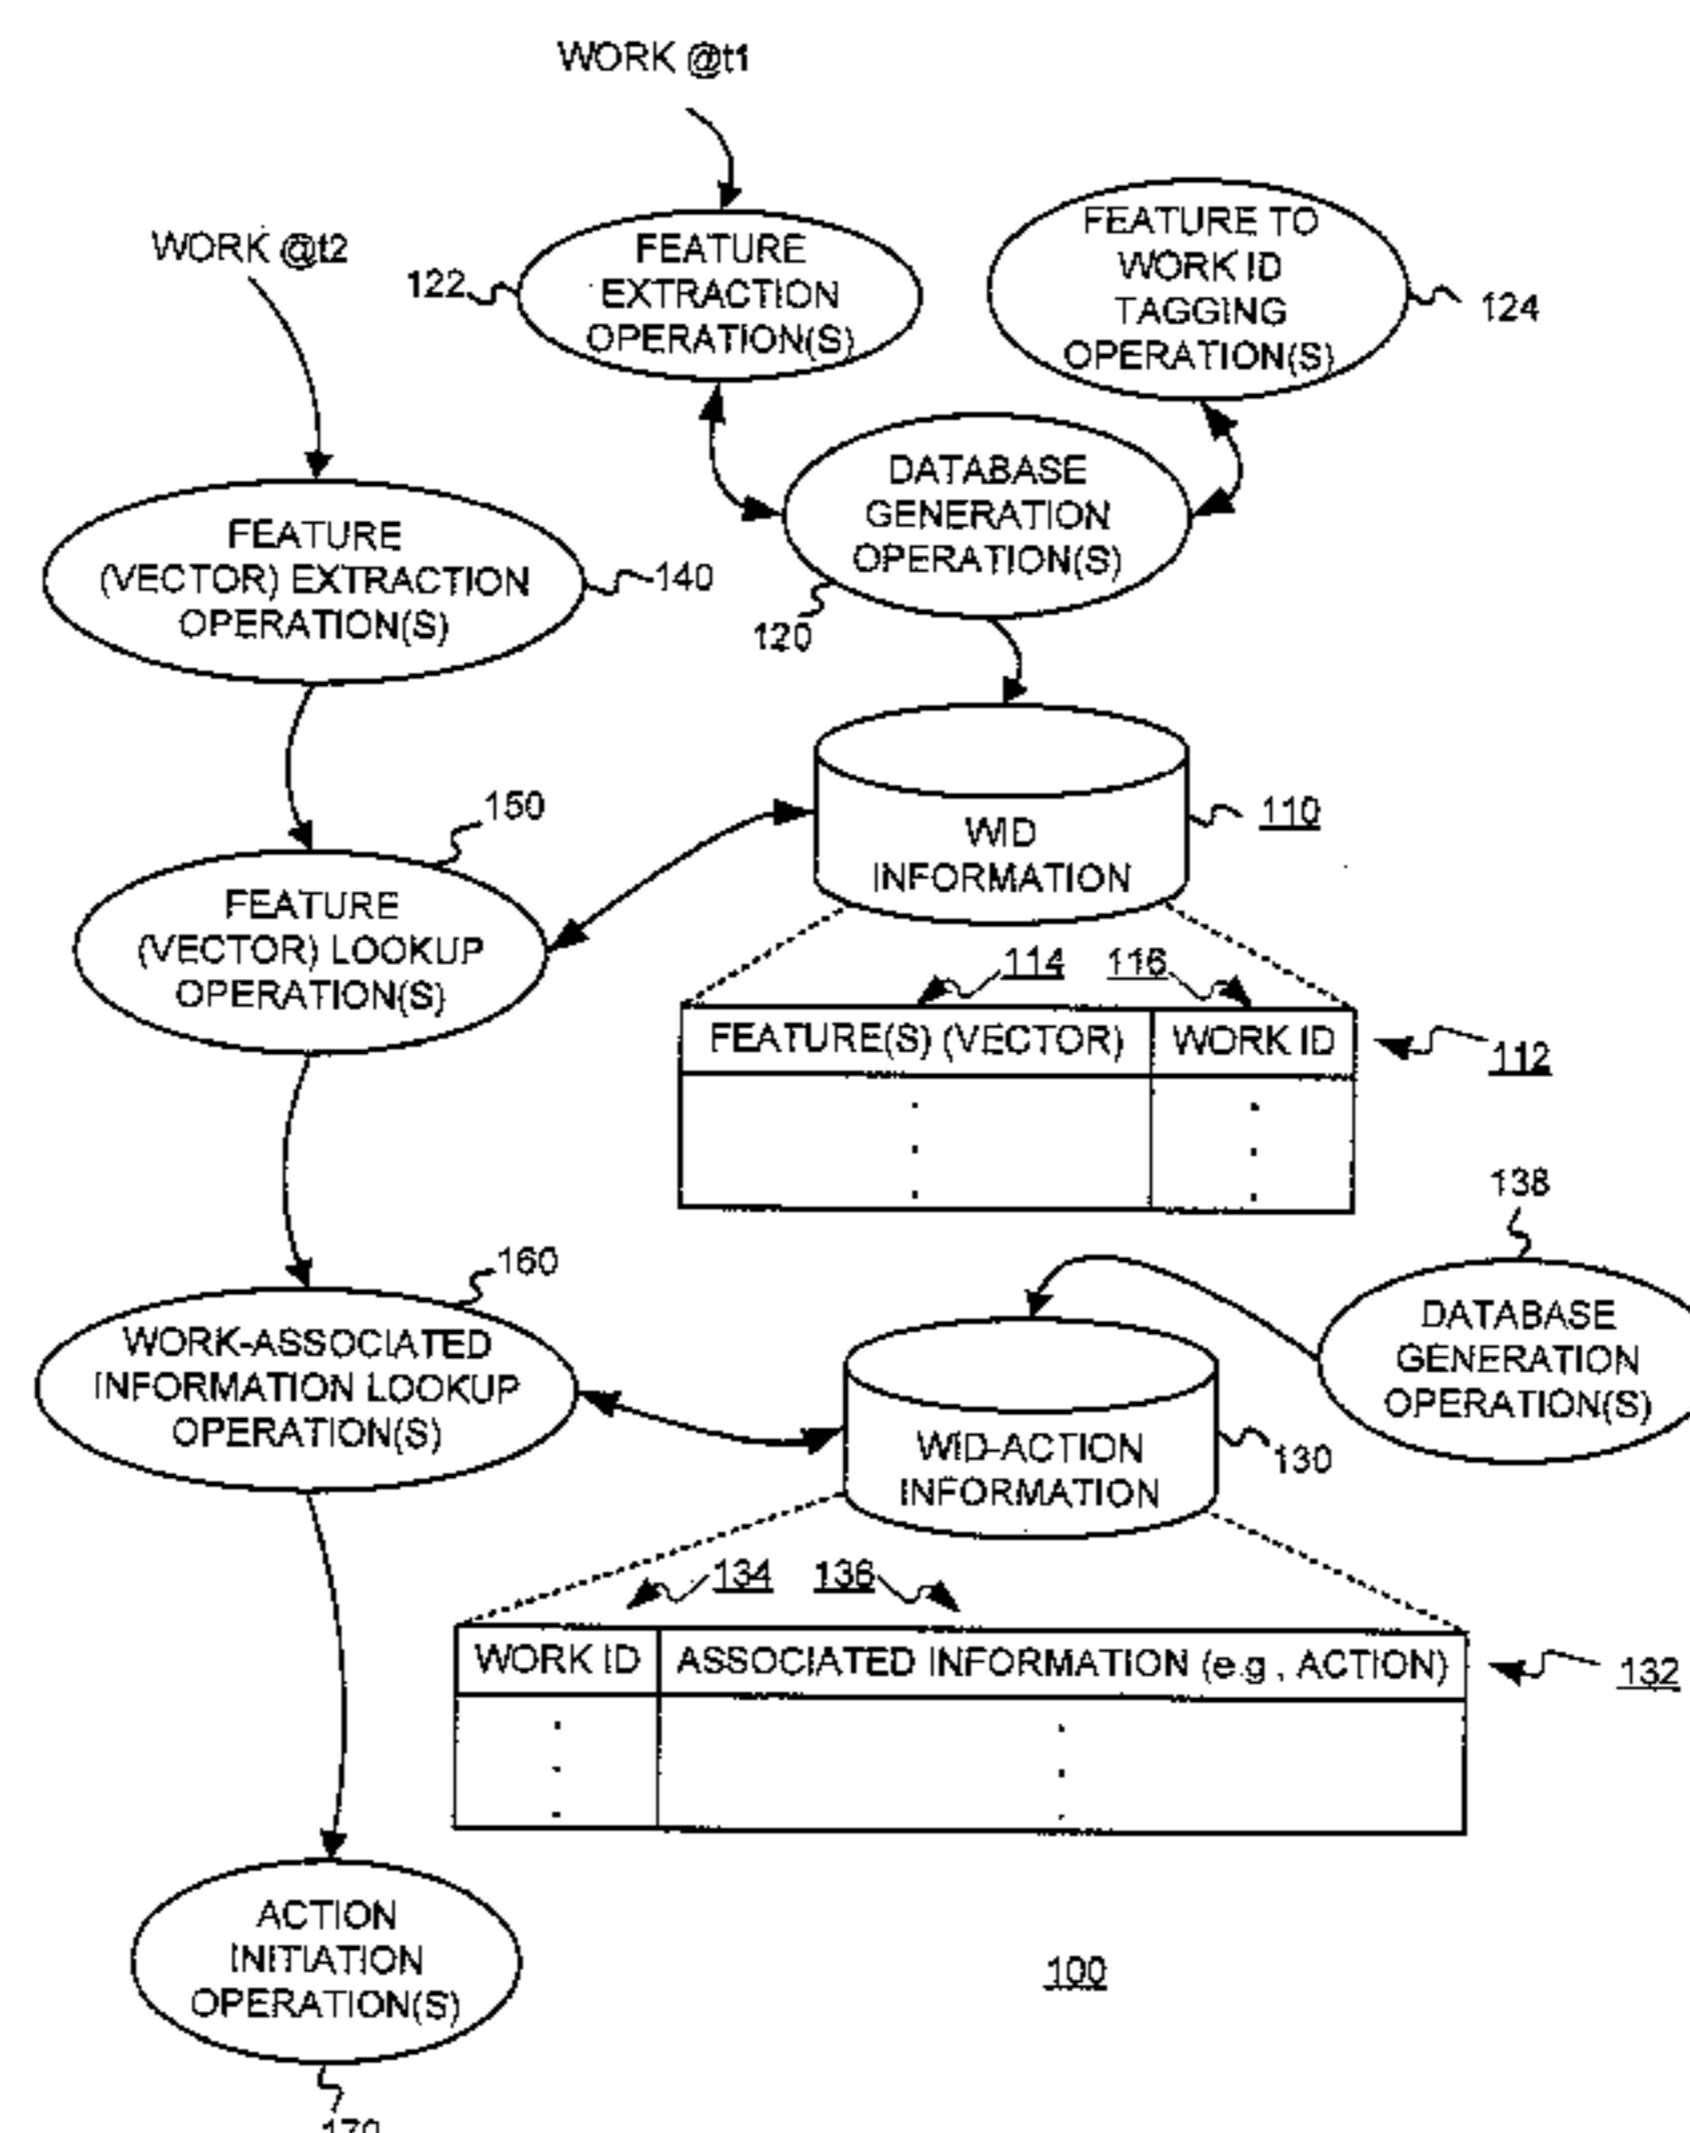 WORK @t1
WORK @t2
122
FEATURE
EXTRACTION
OPERATION(S)
FEATURE TO
WORK ID
TAGGING
OPERATION(S)
124
DATABASE
GENERATION
OPERATION(S)
120
FEATURE
(VECTOR) EXTRACTION
OPERATION(S)
140
WID
INFORMATION
110
150
FEATURE
(VECTOR) LOOKUP
OPERATION(S)
114
116
FEATURE(S) (VECTOR)
WORK ID
112
138
DATABASE
GENERATION
OPERATION(S)
160
WORK-ASSOCIATED
INFORMATION LOOKUP
OPERATION(S)
WID-ACTION
INFORMATION
130
134
136
WORK ID
ASSOCIATED INFORMATION (e.g., ACTION)
132
ACTION
INITIATION
OPERATION(S)
100
170